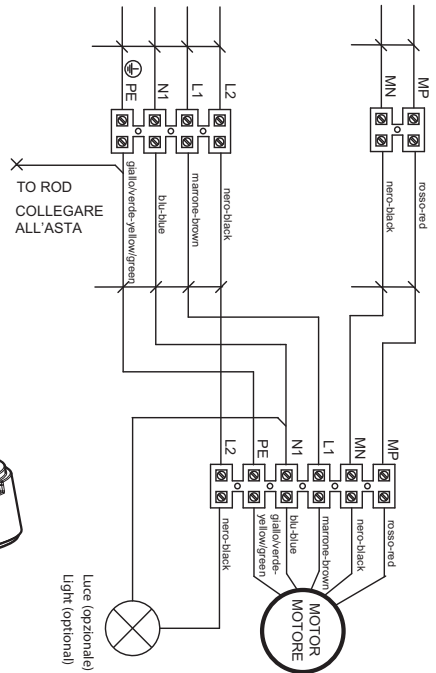 PE
N1
L1
L2
MN
MP
TO ROD
COLLEGARE
ALL'ASTA
giallo/verde-yellow/green
blu-blue
marrone-brown
nero-black
nero-black
rosso-red
L2
PE
N1
L1
MN
MP
nero-black
giallo/verde-
yellow/green
blu-blue
marrone-brown
nero-black
rosso-red
MOTOR
MOTORE
Luce (opzionale)
Light (optional)